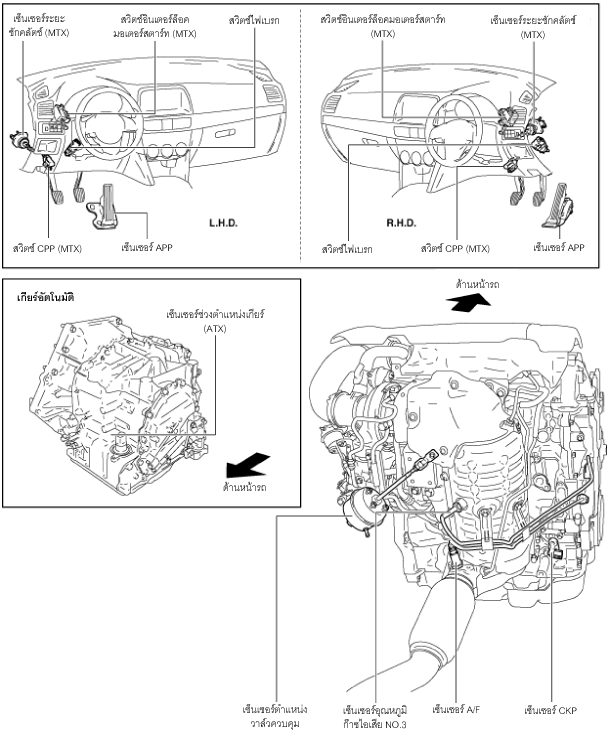 เซ็นเซอร์ระยะ
ชักคลัตช์ (MTX)
สวิตช์อินเตอร์ล็อค
มอเตอร์สตาร์ท (MTX)
สวิตช์ไฟเบรก
สวิตช์อินเตอร์ล็อคมอเตอร์สตาร์ท
(MTX)
เซ็นเซอร์ระยะชักคลัตช์
(MTX)
L.H.D.
R.H.D.
สวิตช์ CPP (MTX)
เซ็นเซอร์ APP
สวิตช์ไฟเบรก
สวิตช์ CPP (MTX)
เซ็นเซอร์ APP
เกียร์อัตโนมัติ
เซ็นเซอร์ช่วงตำแหน่งเกียร์
(ATX)
ด้านหน้ารถ
ด้านหน้ารถ
เซ็นเซอร์ตำแหน่ง
วาล์วควบคุม
เซ็นเซอร์อุณหภูมิ
ก๊าซไอเสีย NO.3
เซ็นเซอร์ A/F
เซ็นเซอร์ CKP